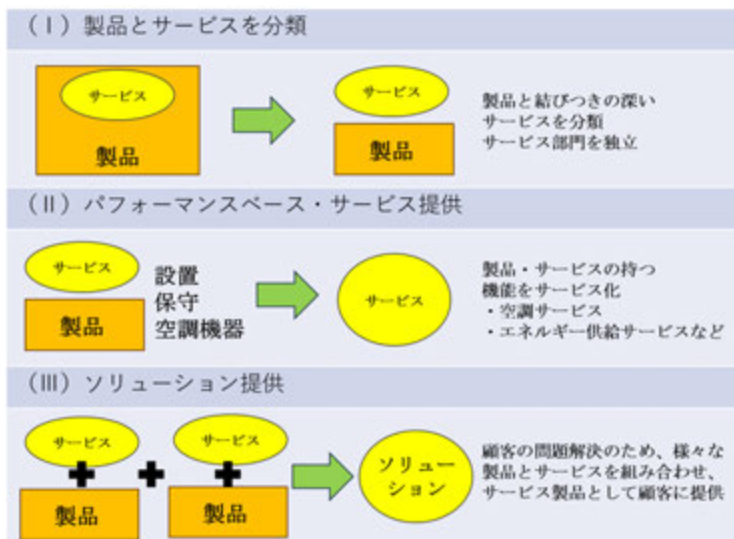 （Ⅰ）製品とサービスを分類
サービス
製品
サービス
製品
製品と結びつきの深い
サービスを分類
サービス部門を独立
（Ⅱ）パフォーマンスベース・サービス提供
サービス
製品
設置
保守
空調機器
サービス
製品・サービスの持つ
機能をサービス化
・空調サービス
・エネルギー供給サービスなど
（Ⅲ）ソリューション提供
サービス
製品
サービス
製品
ソリュー
ション
顧客の問題解決のため、様々な
製品とサービスを組み合わせ、
サービス製品として顧客に提供